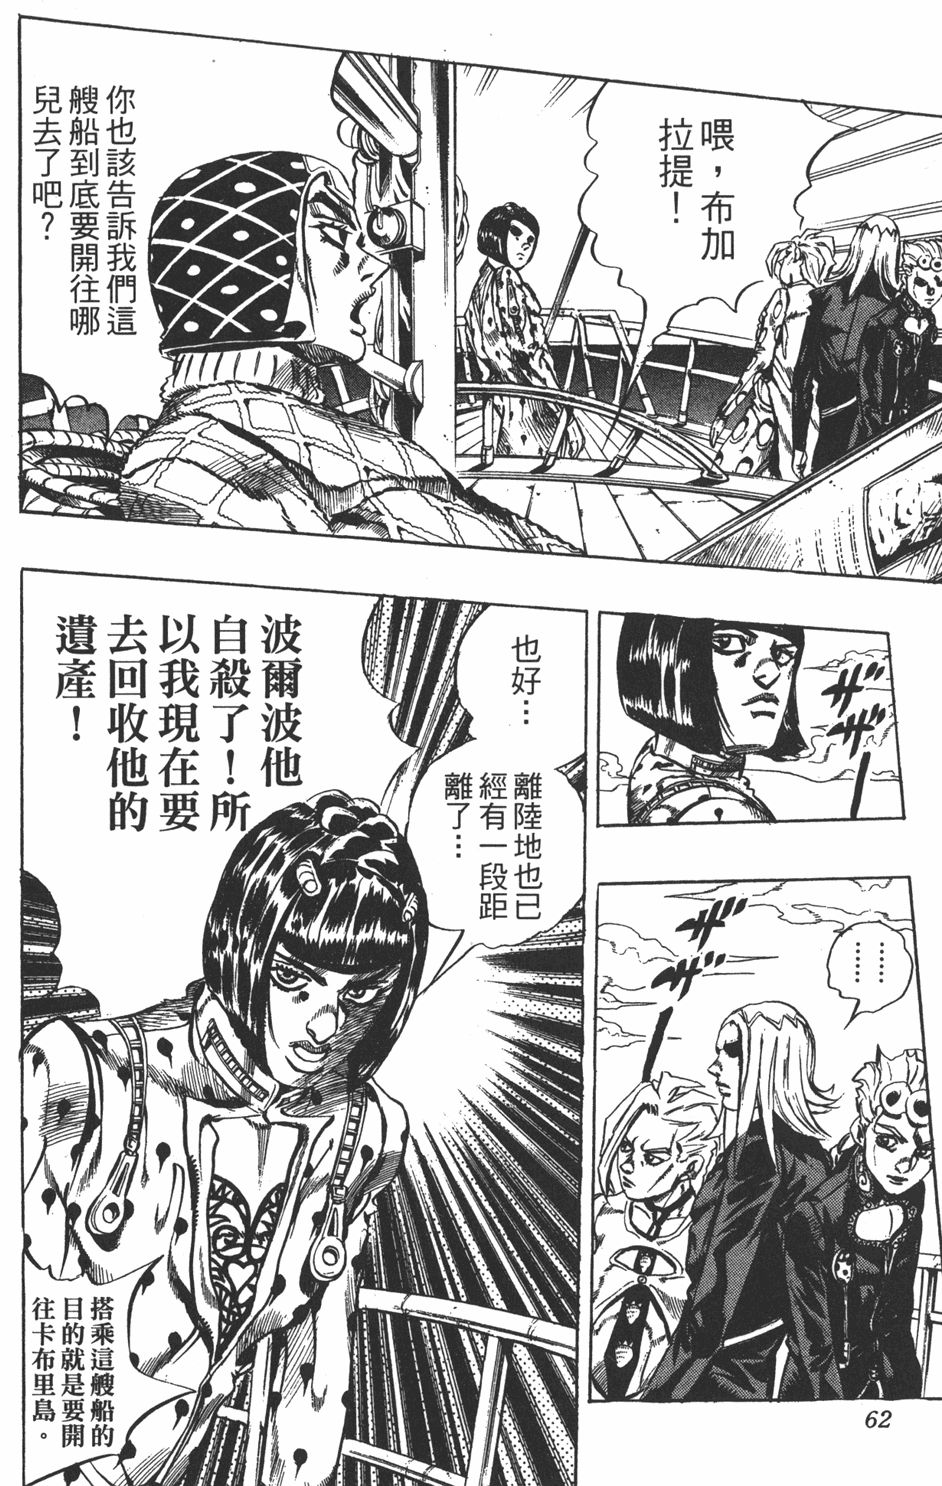 喂，布加
拉提！
你也該告訴我們這
艘船到底要開往哪
兒去了吧？
ザ
ザ
……
……
ザ
ザ
也好…
離陸地也已
經有一段距
離了…
波爾波他
自殺了！所
以我現在要
去回收他的
遺產！
搭乘這艘船的
目的就是要開
往卡布里島。
62